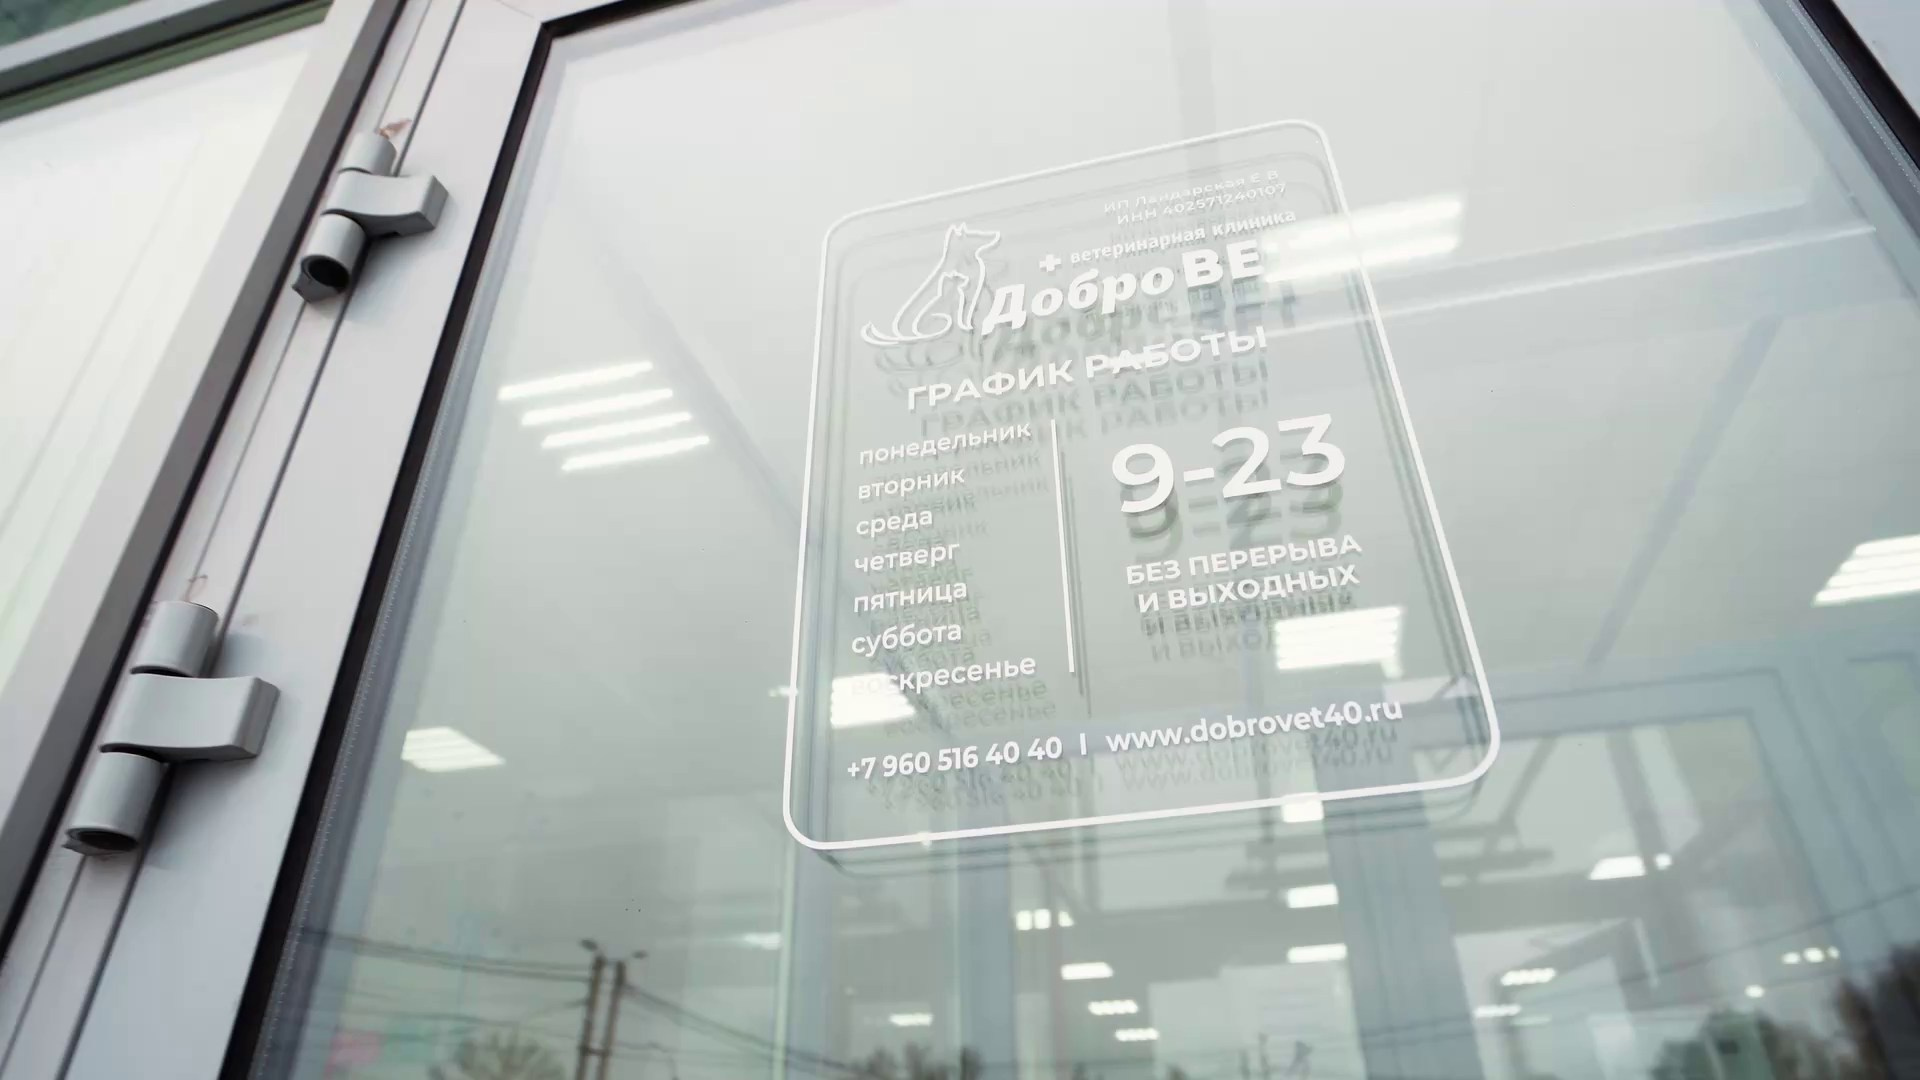 ИП Ландарская Е.В
ИНН 402571240107
+ ветеринарная клиника
ДоброВЕТ
ГРАФИК РАБОТЫ
понедельник
вторник
среда
четверг
пятница
суббота
воскресенье
9-23
БЕЗ ПЕРЕРЫВА
И ВЫХОДНЫХ
+7 960 516 40 40 | www.dobrovet40.ru